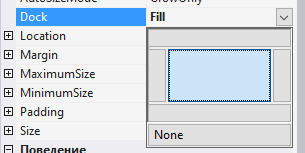 AutoSizeMode GrowOnly
Dock Fill
Location
Margin
MaximumSize
MinimumSize
Padding
Size
None
Поведение